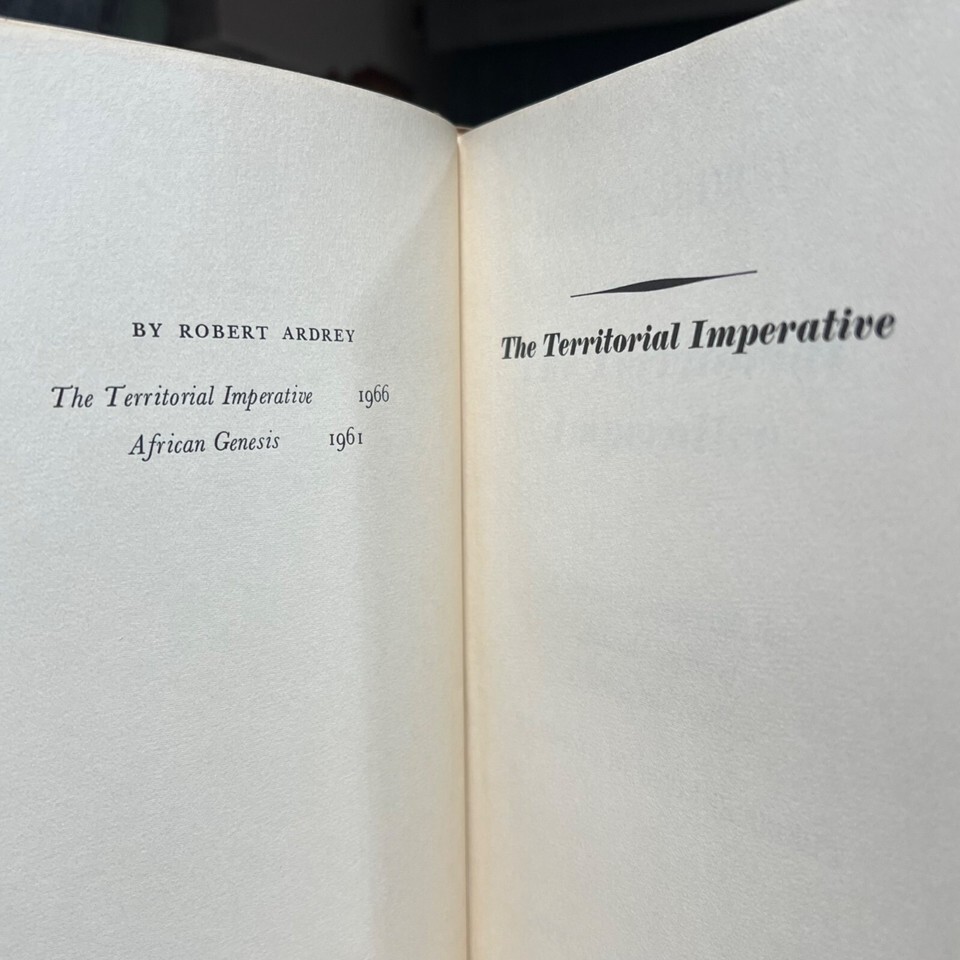 BY ROBERT ARDREY
The Territorial Imperative 1966
African Genesis 1961
The Territorial Imperative